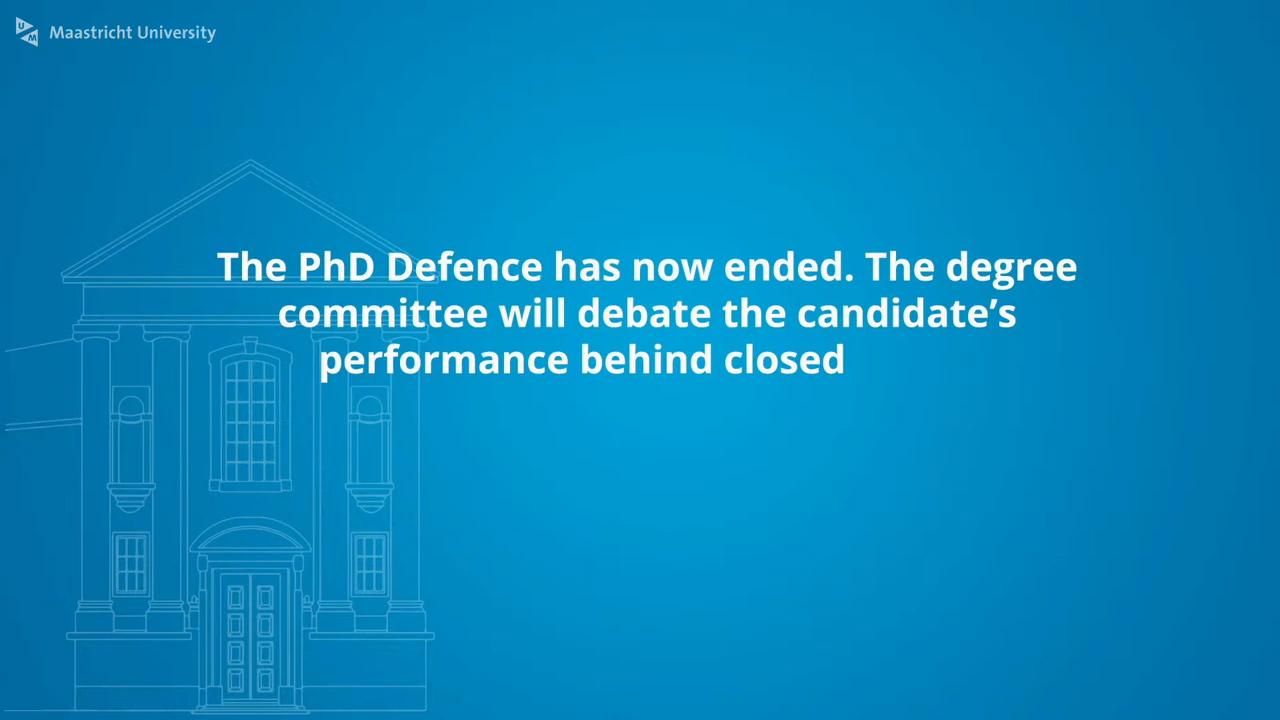 Maastricht University
The PhD Defence has now ended. The degree
committee will debate the candidate’s
performance behind closed